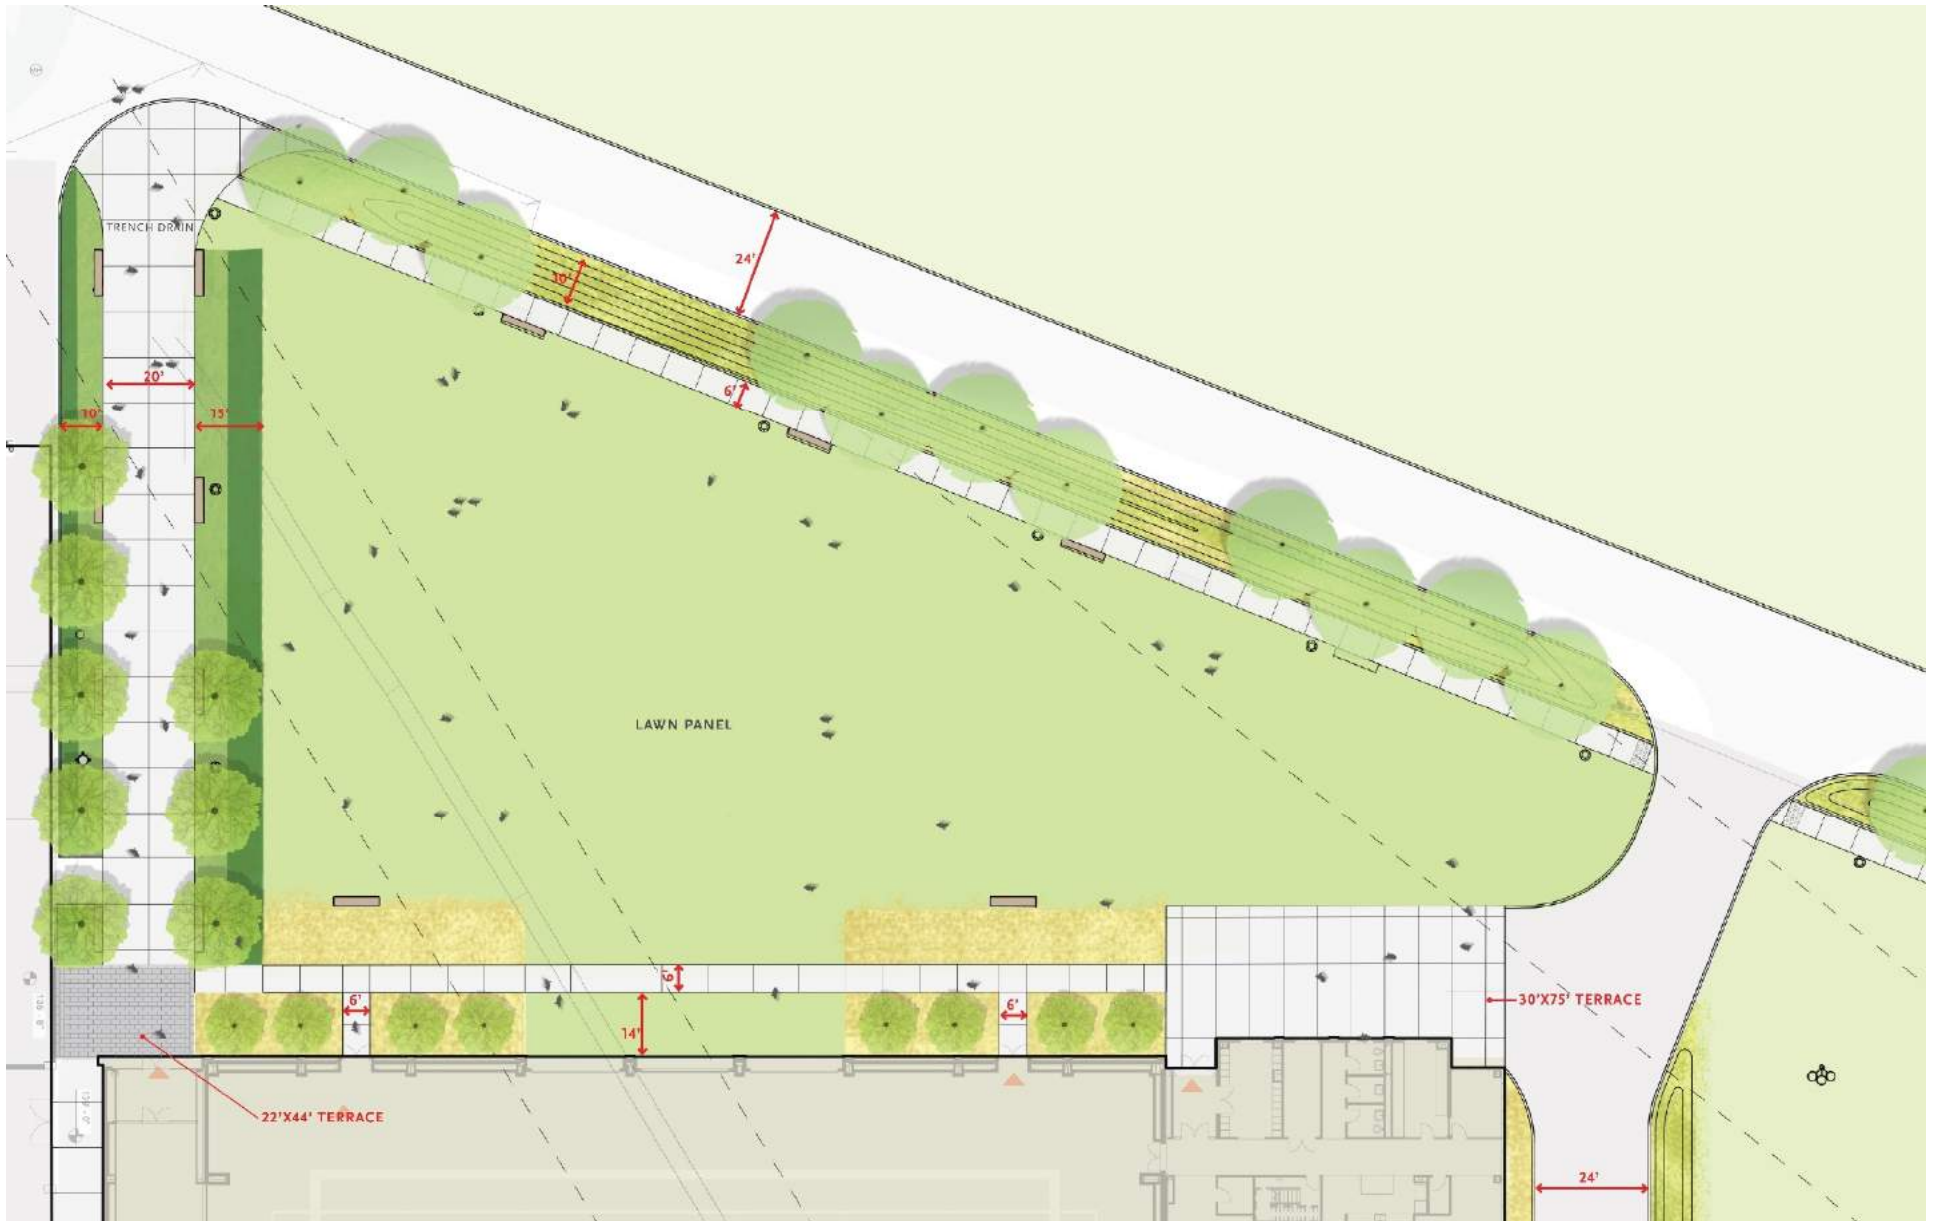 TRENCH DRAIN
24'
10'
20'
6'
10'
15'
LAWN PANEL
6'
6'
6'
30'X75' TERRACE
14'
22'X44' TERRACE
24'